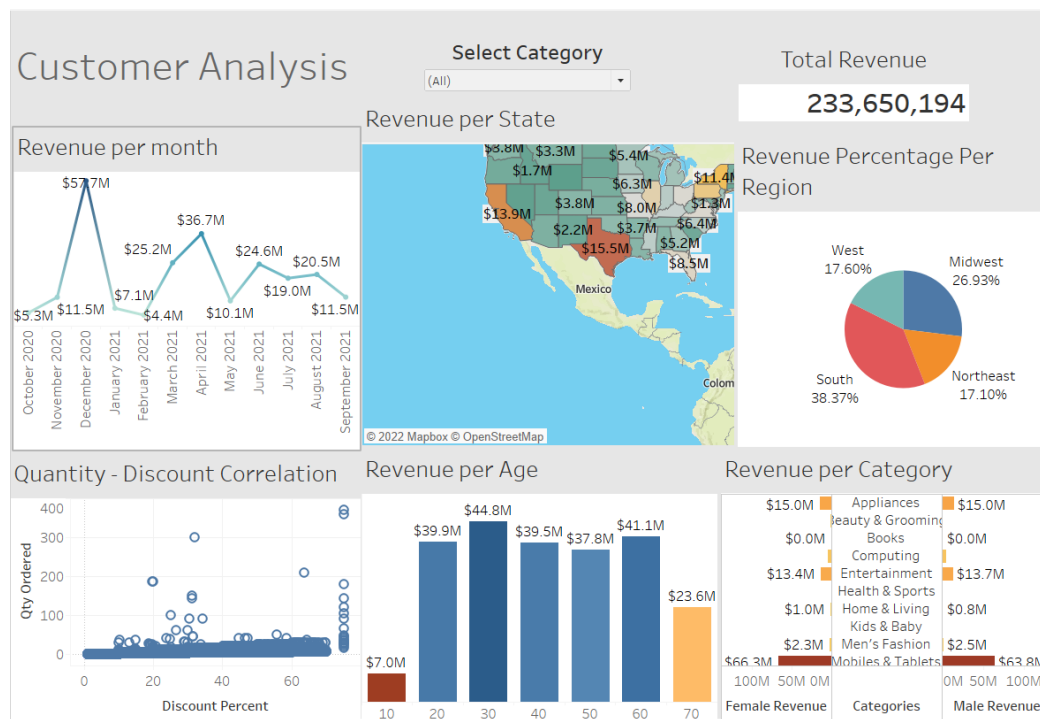 Customer Analysis
Select Category
(All)
Total Revenue
233,650,194
Revenue per month
$57.7M
$36.7M
$25.2M
$24.6M
$20.5M
$19.0M
$7.1M
$5.3M
$11.5M
$4.4M
$10.1M
$11.5M
October 2020
November 2020
December 2020
January 2021
February 2021
March 2021
April 2021
May 2021
June 2021
July 2021
August 2021
September 2021
Revenue per State
$3.8M
$3.3M
$5.4M
$1.7M
$11.4M
$6.3M
$3.8M
$8.0M
$1.3M
$13.9M
$2.2M
$3.7M
$6.4M
$15.5M
$5.2M
$8.5M
Mexico
Colom
© 2022 Mapbox © OpenStreetMap
Revenue Percentage Per
Region
West
17.60%
Midwest
26.93%
South
38.37%
Northeast
17.10%
Quantity - Discount Correlation
Qty Ordered
400
300
200
100
0
0 20 40 60
Discount Percent
Revenue per Age
$7.0M
$39.9M
$44.8M
$39.5M
$37.8M
$41.1M
$23.6M
10 20 30 40 50 60 70
Revenue per Category
$15.0M Appliances $15.0M
Beauty & Grooming
$0.0M Books $0.0M
Computing
$13.4M Entertainment $13.7M
Health & Sports
$1.0M Home & Living $0.8M
Kids & Baby
$2.3M Men's Fashion $2.5M
$66.3M Mobiles & Tablets $63.8M
100M 50M 0M 0M 50M 100M
Female Revenue Categories Male Revenue